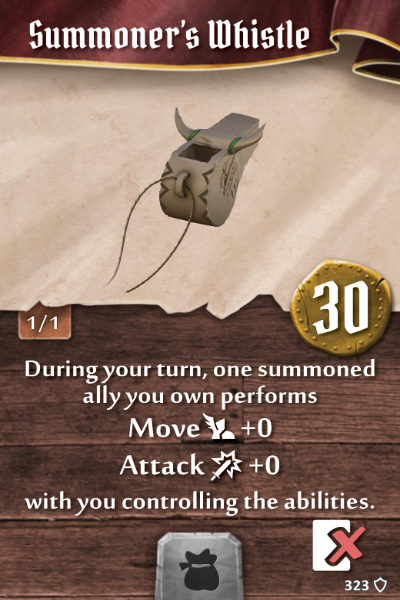 Summoner's Whistle
30
1/1
During your turn, one summoned
ally you own performs
Move +0
Attack +0
with you controlling the abilities.
323